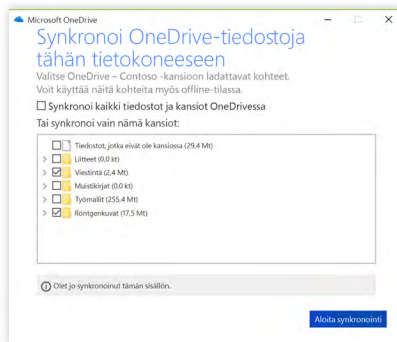 Microsoft OneDrive
Synkronoi OneDrive-tiedostoja
tähän tietokoneeseen
Valitse OneDrive – Contoso -kansioon ladattavat kohteet.
Voit käyttää näitä kohteita myös offline-tilassa.
Synkronoi kaikki tiedostot ja kansiot OneDrivessa
Tai synkronoi vain nämä kansiot:
Tiedostot, jotka eivät ole kansiossa (29,4 Mt)
Liitteet (0,0 kt)
Viestintä (2,4 Mt)
Muistikirjat (0,0 kt)
Työmallit (255,4 Mt)
Röntgenkuvat (17,5 Mt)
Olet jo synkronoinut tämän sisällön.
Aloita synkronointi